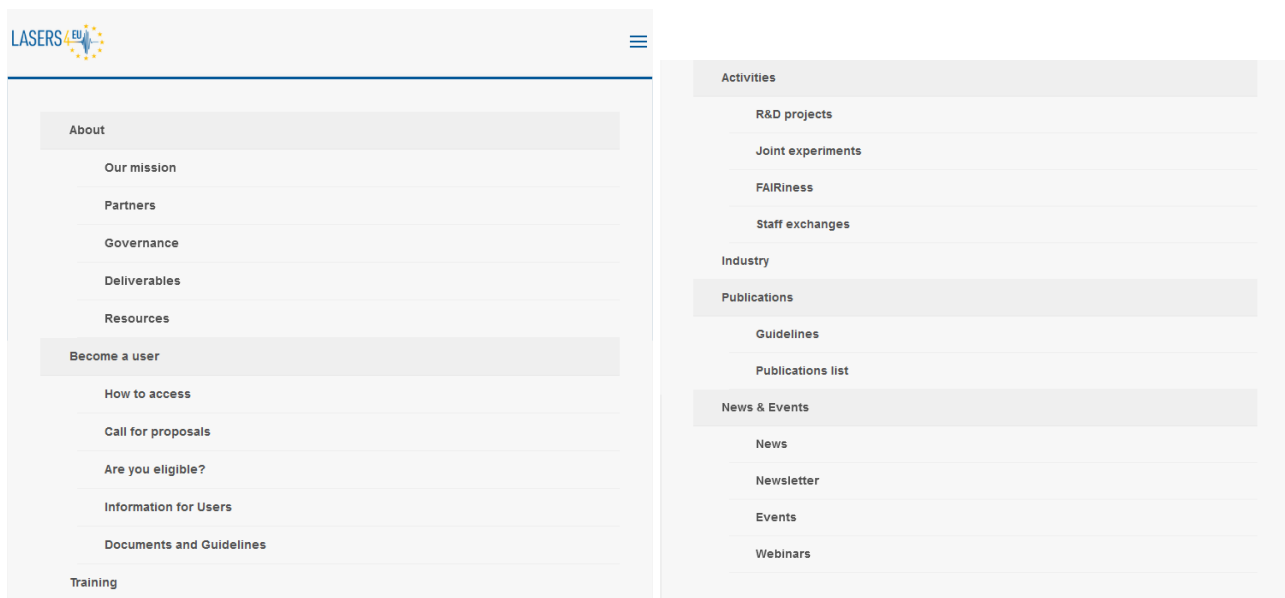 LASERS4EU
About
Our mission
Partners
Governance
Deliverables
Resources
Become a user
How to access
Call for proposals
Are you eligible?
Information for Users
Documents and Guidelines
Training
Activities
R&D projects
Joint experiments
FAIRiness
Staff exchanges
Industry
Publications
Guidelines
Publications list
News & Events
News
Newsletter
Events
Webinars